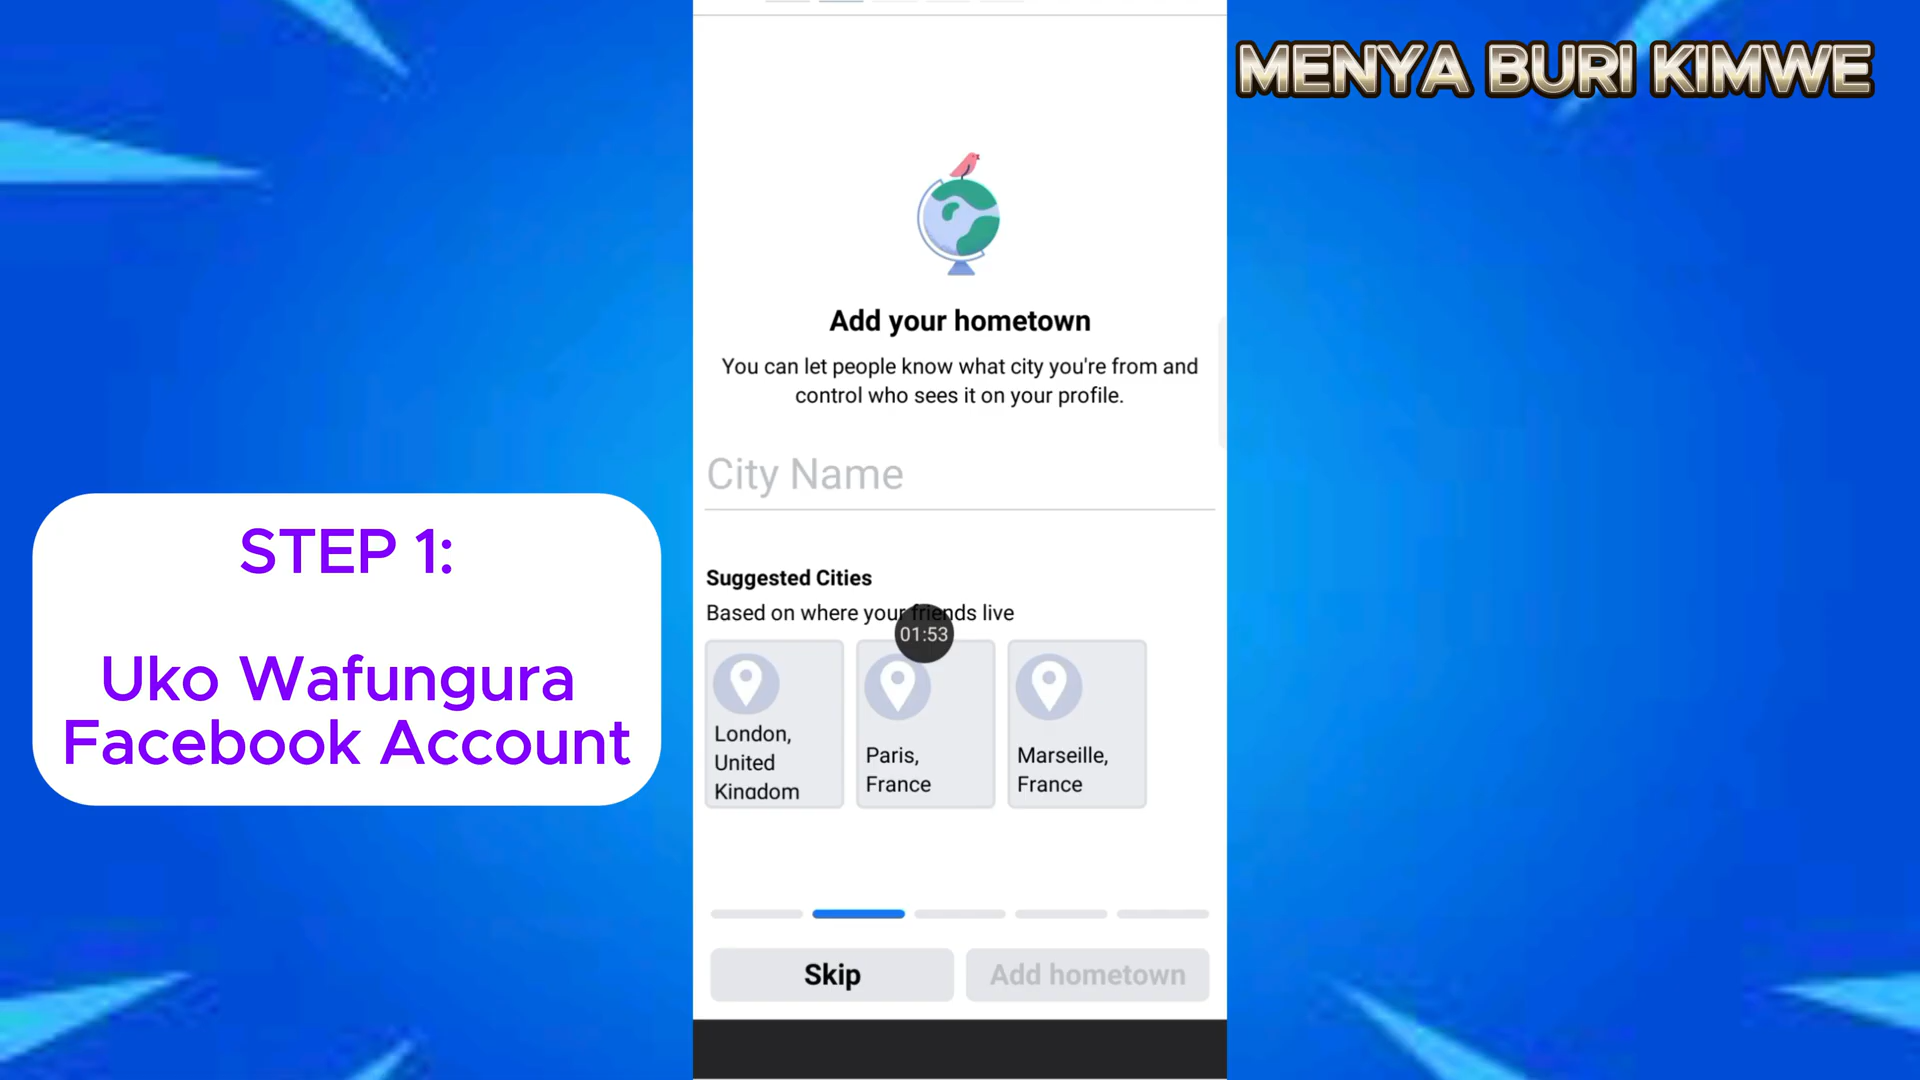 MENYA BURI KIMWE
STEP 1:
Uko Wafungura
Facebook Account
Add your hometown
You can let people know what city you're from and
control who sees it on your profile.
City Name
Suggested Cities
Based on where your friends live
01:53
London,
United
Kingdom
Paris,
France
Marseille,
France
Skip
Add hometown